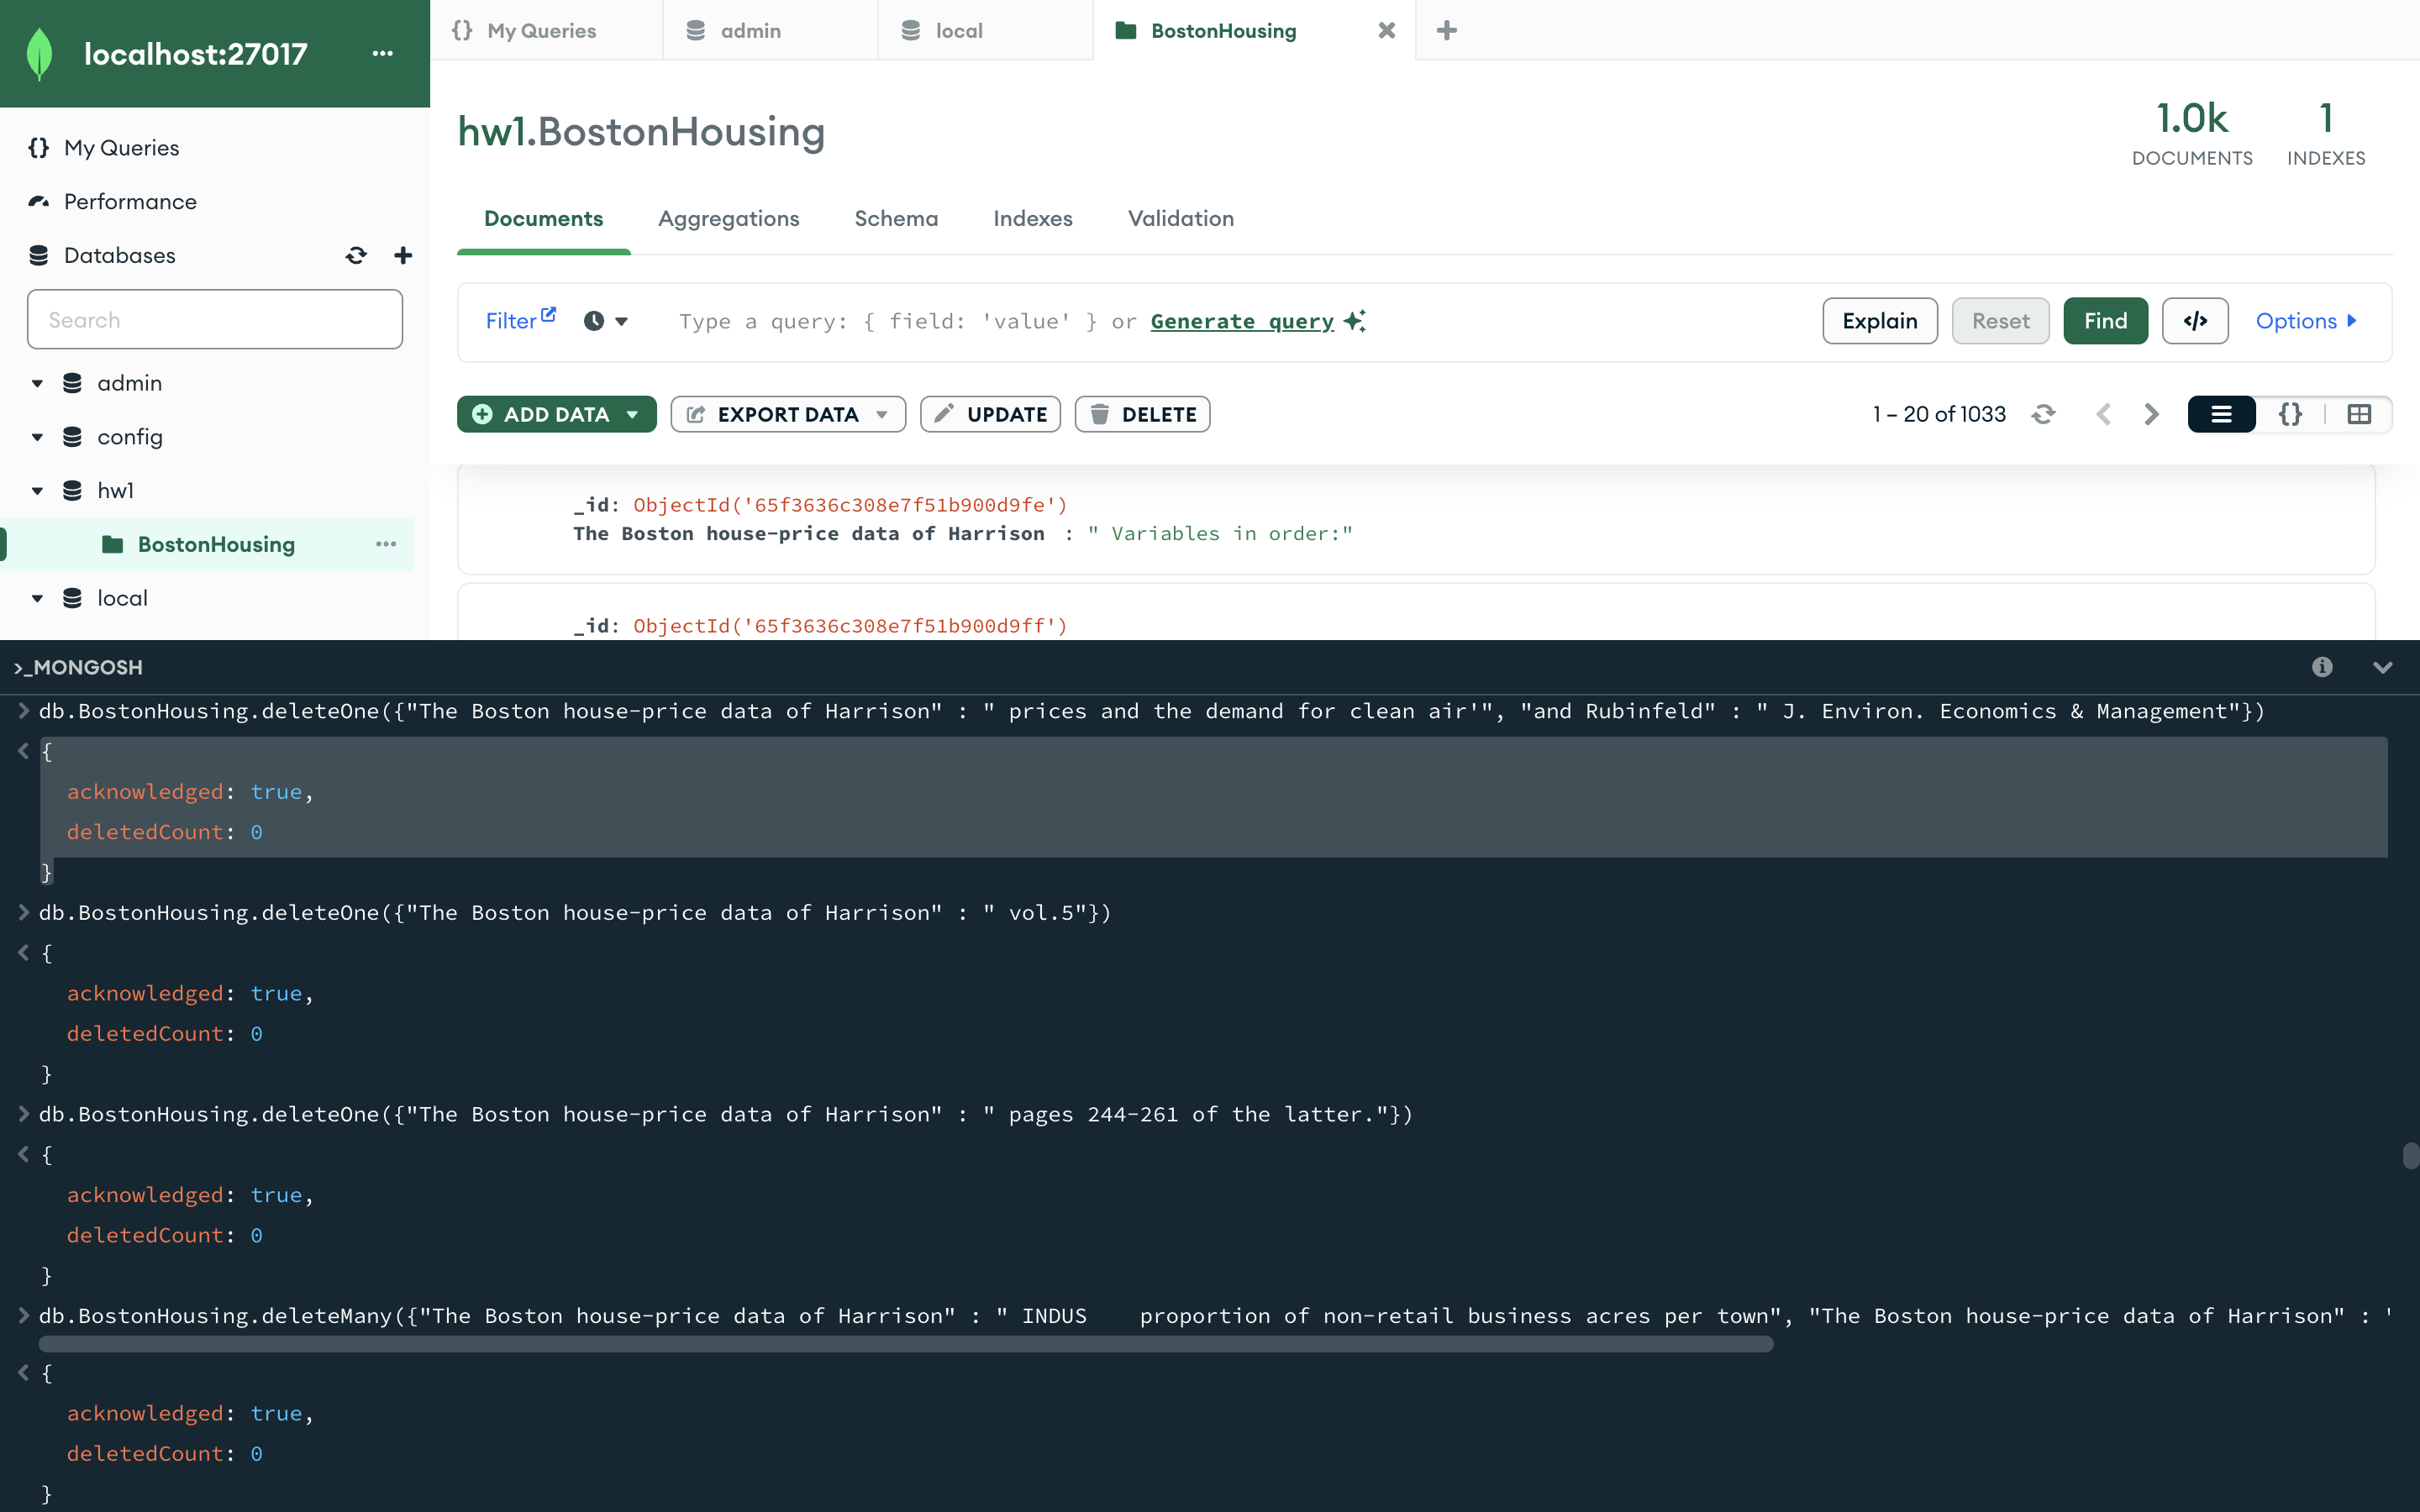 localhost:27017
My Queries
Performance
Databases
Search
admin
config
hw1
BostonHousing
local
My Queries
admin
local
BostonHousing
hw1.BostonHousing
1.0k
DOCUMENTS
1
INDEXES
Documents
Aggregations
Schema
Indexes
Validation
Filter
Type a query: { field: 'value' } or Generate query
Explain
Reset
Find
</>
Options
ADD DATA
EXPORT DATA
UPDATE
DELETE
1 – 20 of 1033
{}
_id: ObjectId('65f3636c308e7f51b900d9fe')
The Boston house-price data of Harrison : " Variables in order:"
_id: ObjectId('65f3636c308e7f51b900d9ff')
>_MONGOSH
> db.BostonHousing.deleteOne({"The Boston house-price data of Harrison" : " prices and the demand for clean air'", "and Rubinfeld" : " J. Environ. Economics & Management"})
< {
acknowledged: true,
deletedCount: 0
}
> db.BostonHousing.deleteOne({"The Boston house-price data of Harrison" : " vol.5"})
< {
acknowledged: true,
deletedCount: 0
}
> db.BostonHousing.deleteOne({"The Boston house-price data of Harrison" : " pages 244-261 of the latter."})
< {
acknowledged: true,
deletedCount: 0
}
> db.BostonHousing.deleteMany({"The Boston house-price data of Harrison" : " INDUS    proportion of non-retail business acres per town", "The Boston house-price data of Harrison" : '
< {
acknowledged: true,
deletedCount: 0
}